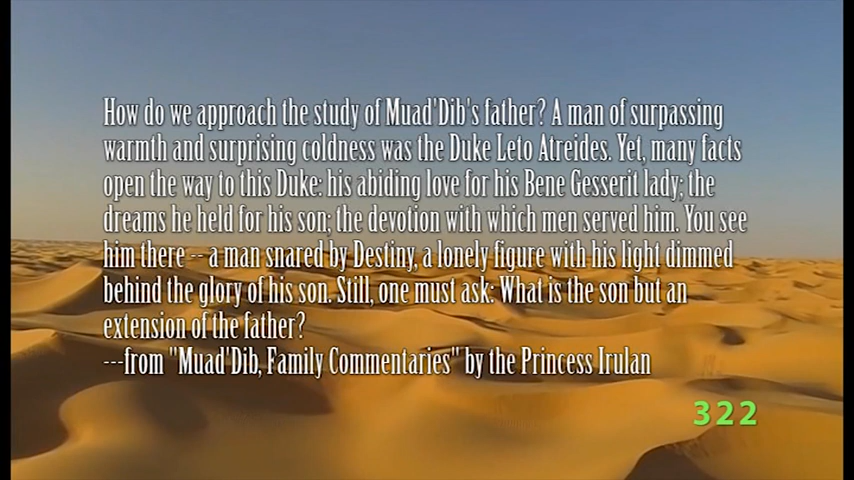 How do we approach the study of Muad'Dib's father? A man of surpassing
warmth and surprising coldness was the Duke Leto Atreides. Yet, many facts
open the way to this Duke: his abiding love for his Bene Gesserit lady; the
dreams he held for his son; the devotion with which men served him. You see
him there -- a man snared by Destiny, a lonely figure with his light dimmed
behind the glory of his son. Still, one must ask: What is the son but an
extension of the father?
---from "Muad'Dib, Family Commentaries" by the Princess Irulan
322